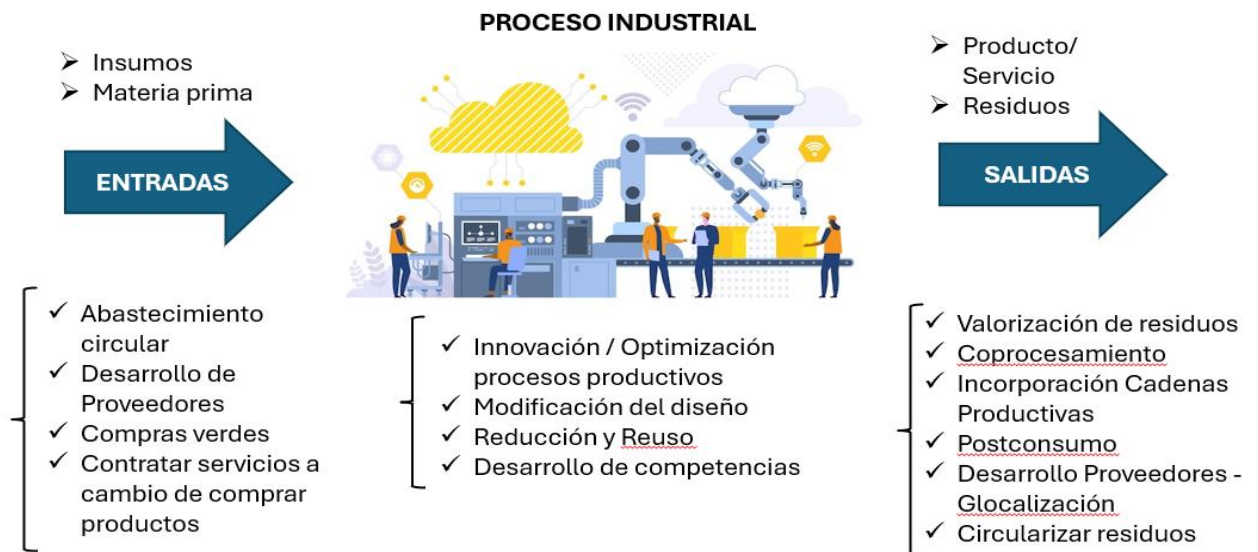 PROCESO INDUSTRIAL
➢ Insumos
➢ Materia prima
ENTRADAS
➢ Producto/
Servicio
➢ Residuos
SALIDAS
✓ Abastecimiento
circular
✓ Desarrollo de
Proveedores
✓ Compras verdes
✓ Contratar servicios a
cambio de comprar
productos
✓ Innovación / Optimización
procesos productivos
✓ Modificación del diseño
✓ Reducción y Reuso
✓ Desarrollo de competencias
✓ Valorización de residuos
✓ Coprocesamiento
✓ Incorporación Cadenas
Productivas
✓ Postconsumo
✓ Desarrollo Proveedores -
Glocalización
✓ Circularizar residuos